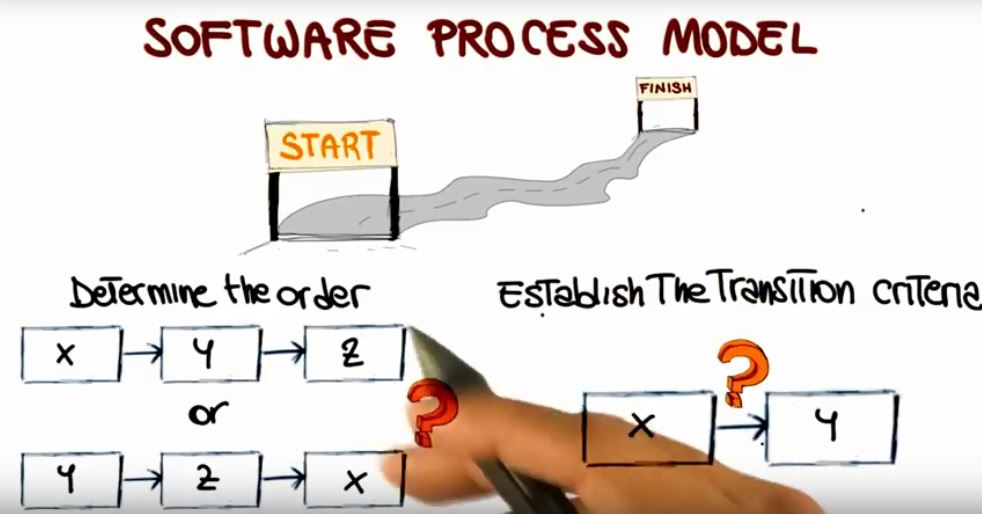 SOFTWARE PROCESS MODEL
FINISH
START
Determine the order
X → Y → Z
or
Y → Z → X
?
Establish The Transition criteria
?
X → Y